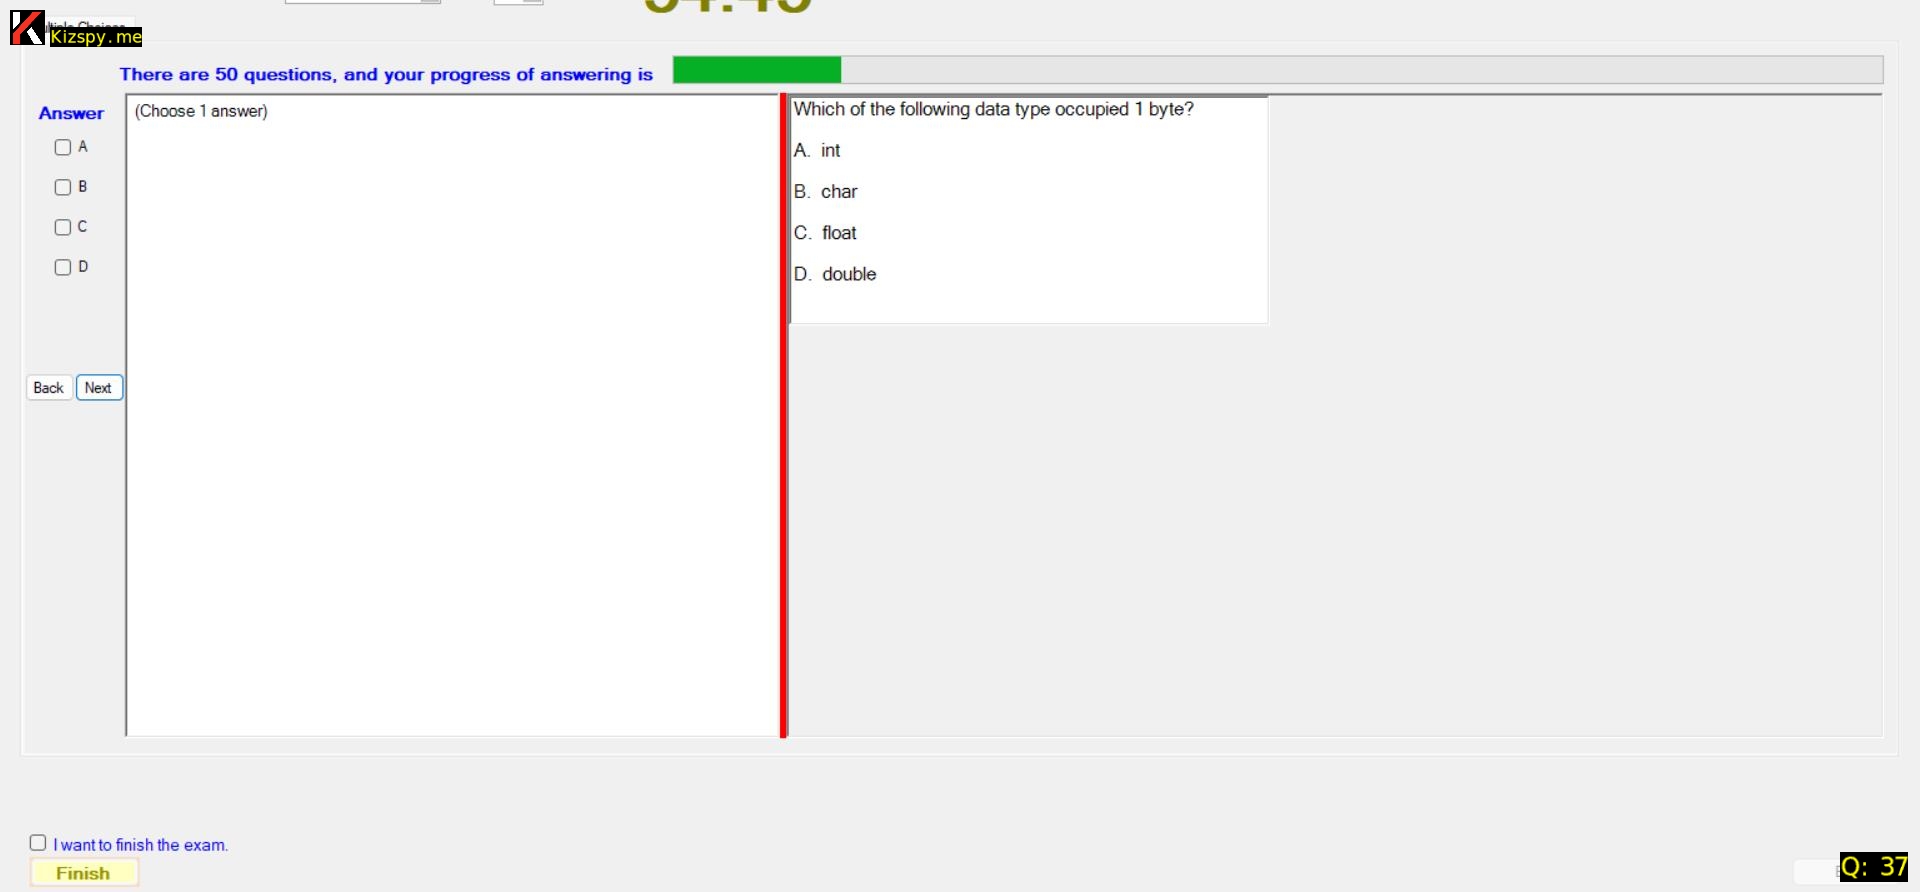 Kizspy.me
There are 50 questions, and your progress of answering is
Answer
A
B
C
D
Back
Next
(Choose 1 answer)
Which of the following data type occupied 1 byte?
A. int
B. char
C. float
D. double
I want to finish the exam.
Finish
Q: 37